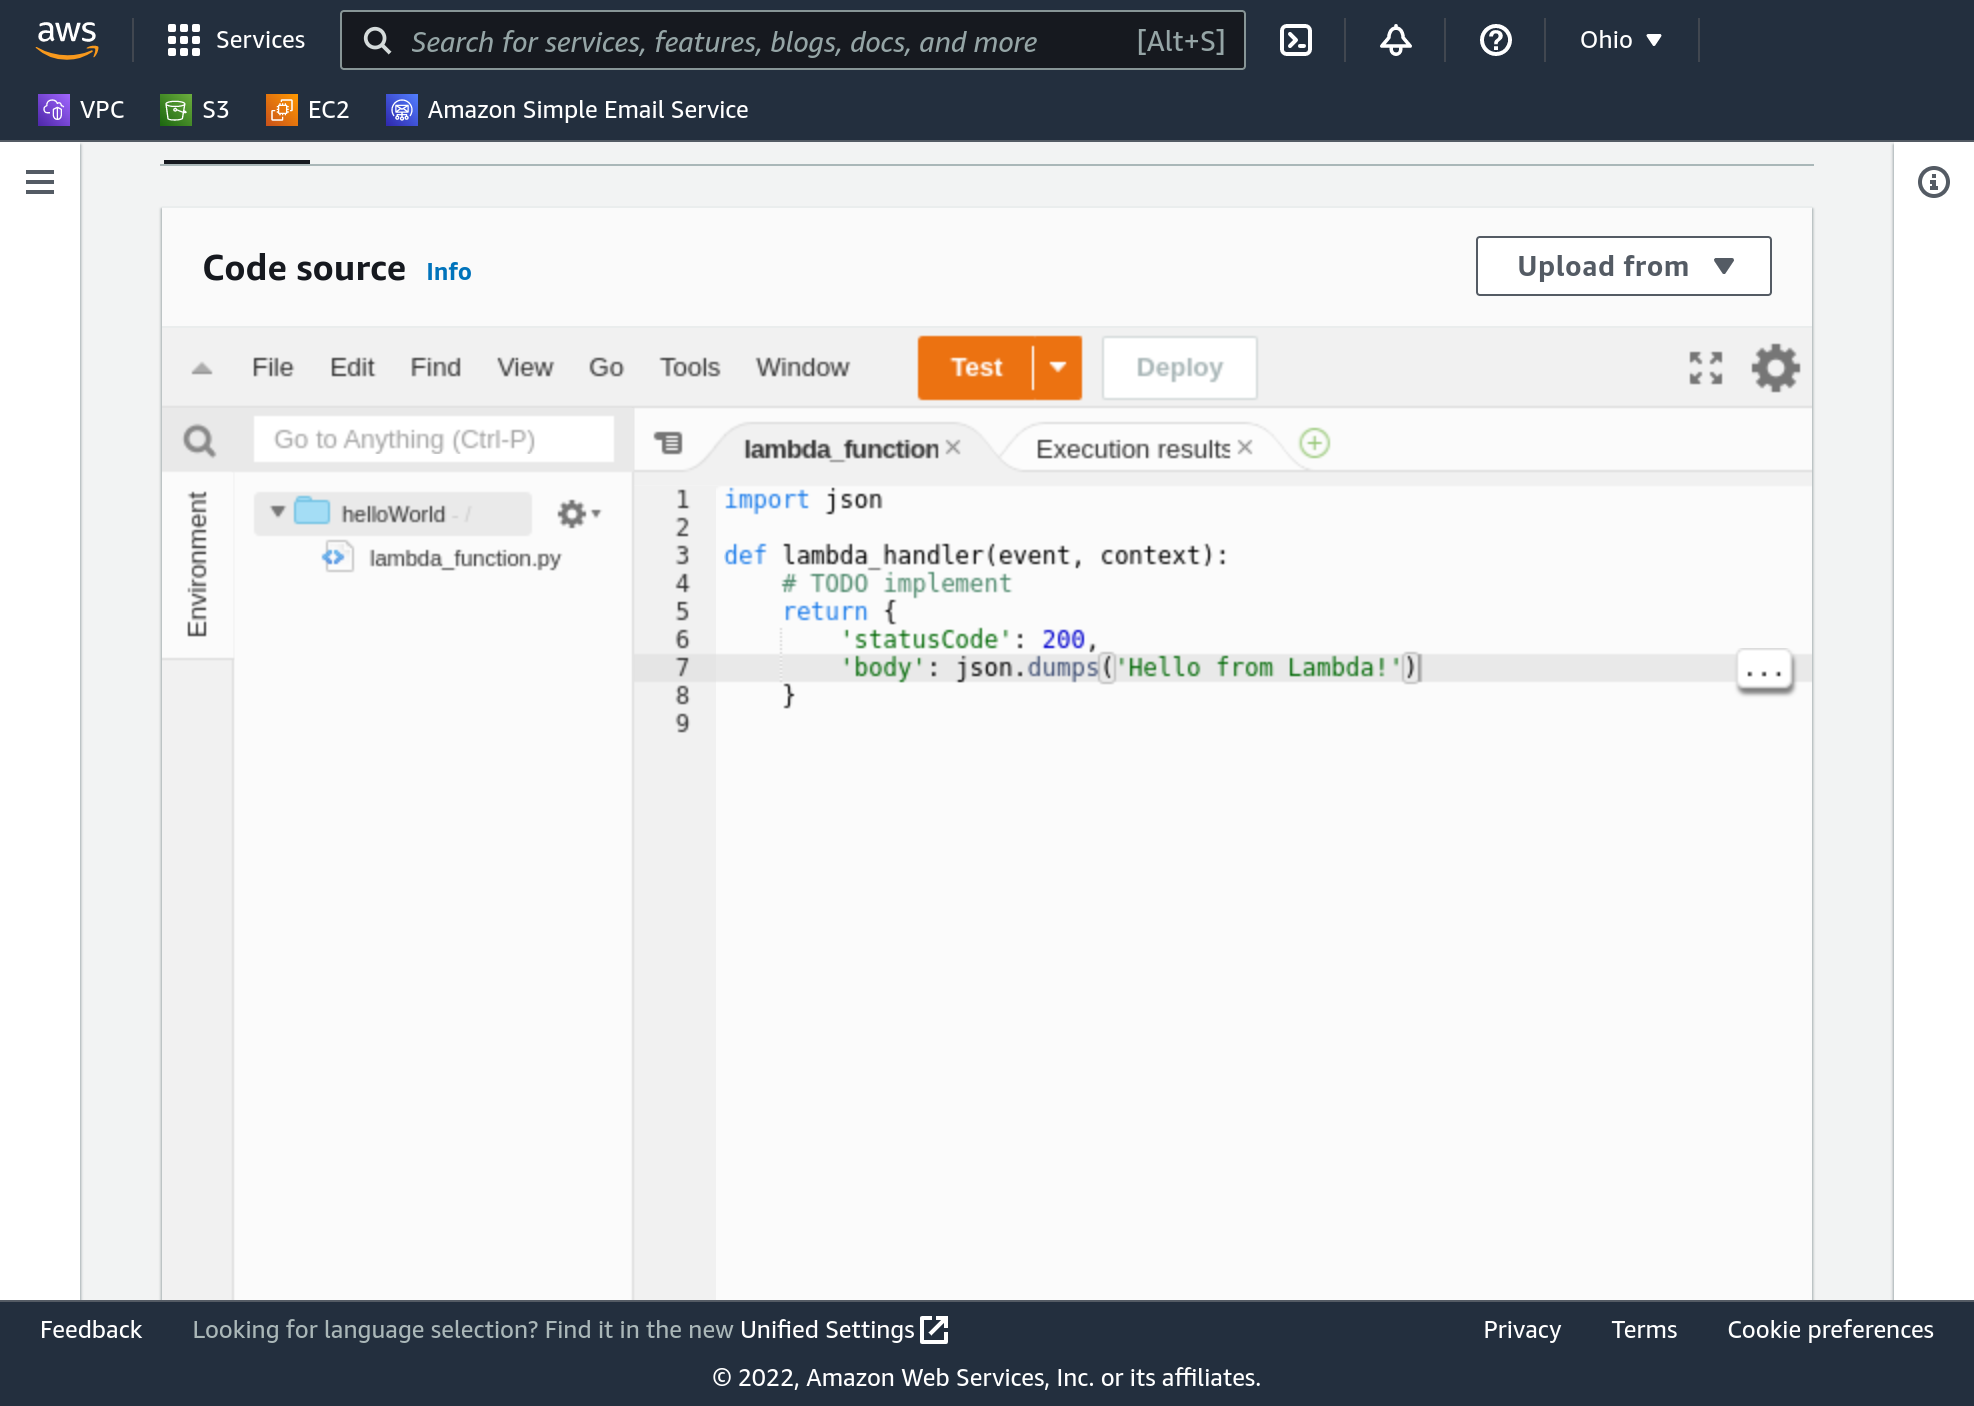 aws
Services
Search for services, features, blogs, docs, and more [Alt+S]
Ohio
VPC
S3
EC2
Amazon Simple Email Service
Code source Info
Upload from
File Edit Find View Go Tools Window
Test
Deploy
Go to Anything (Ctrl-P)
Environment
helloWorld - /
lambda_function.py
lambda_function
Execution results
1 import json
2
3 def lambda_handler(event, context):
4     # TODO implement
5     return {
6         'statusCode': 200,
7         'body': json.dumps('Hello from Lambda!')
8     }
9
...
Feedback
Looking for language selection? Find it in the new Unified Settings
Privacy
Terms
Cookie preferences
© 2022, Amazon Web Services, Inc. or its affiliates.